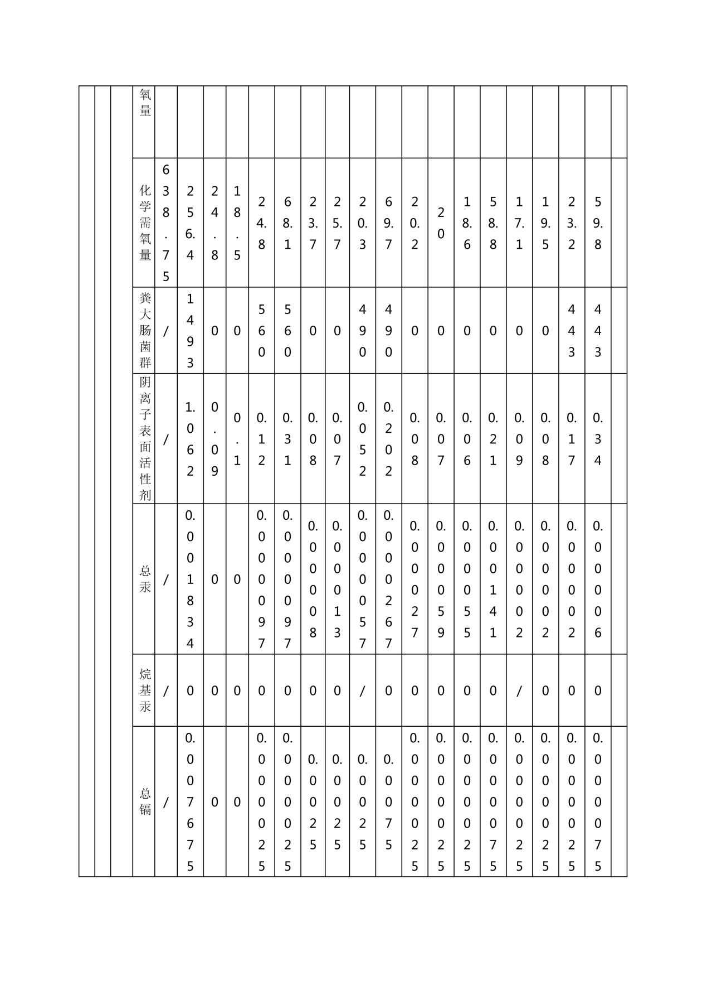 氧量
化学需氧量 638.75 256.4 24.8 18.5 24.8 68.1 23.7 25.7 20.3 69.7 20.2 20 18.6 58.8 17.1 19.5 23.2 59.8
粪大肠菌群 / 1493 0 0 560 560 0 0 490 490 0 0 0 0 0 0 443 443
阴离子表面活性剂 / 1.062 0.09 0.1 0.12 0.31 0.08 0.07 0.052 0.202 0.08 0.07 0.06 0.21 0.09 0.08 0.17 0.34
总汞 / 0.001834 0 0 0.000097 0.000097 0.00008 0.00013 0.000057 0.000267 0.00027 0.00059 0.00055 0.00141 0.00002 0.00002 0.00002 0.00006
烷基汞 / 0 0 0 0 0 0 0 / 0 0 0 0 0 / 0 0 0
总镉 / 0.007675 0 0 0.000025 0.000025 0.0025 0.0025 0.0025 0.0075 0.000025 0.000025 0.000025 0.000075 0.000025 0.000025 0.000025 0.000075